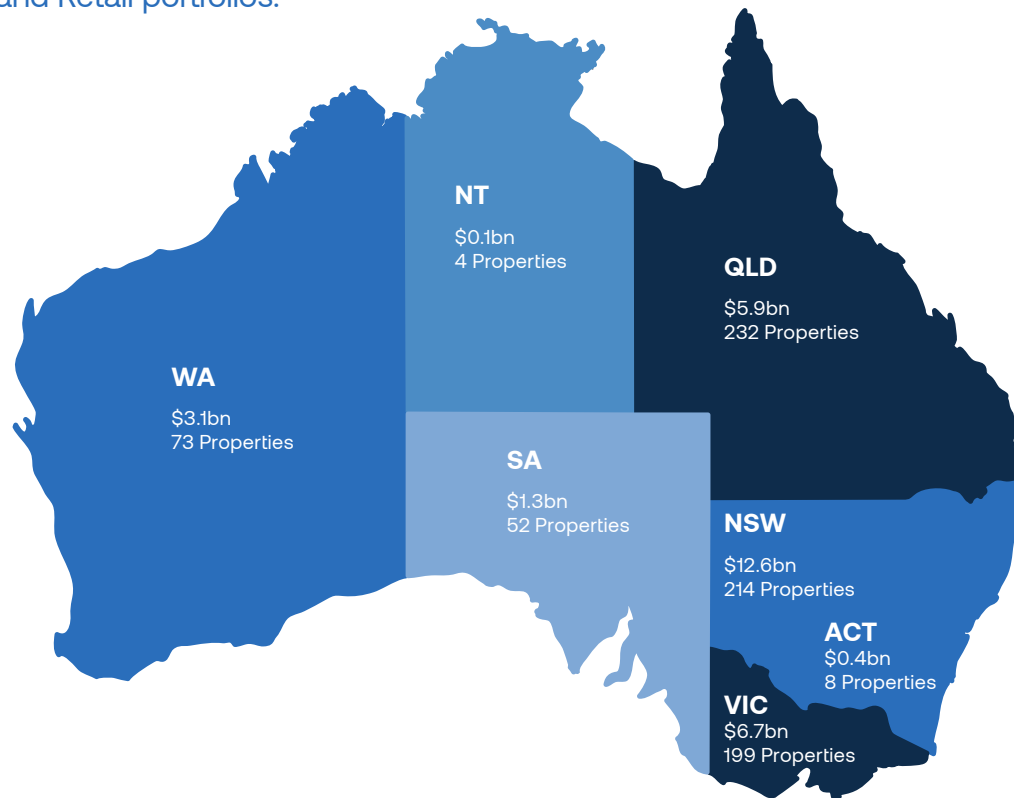 and Retail portfolios.
NT
$0.1bn
4 Properties
QLD
$5.9bn
232 Properties
WA
$3.1bn
73 Properties
SA
$1.3bn
52 Properties
NSW
$12.6bn
214 Properties
ACT
$0.4bn
8 Properties
VIC
$6.7bn
199 Properties